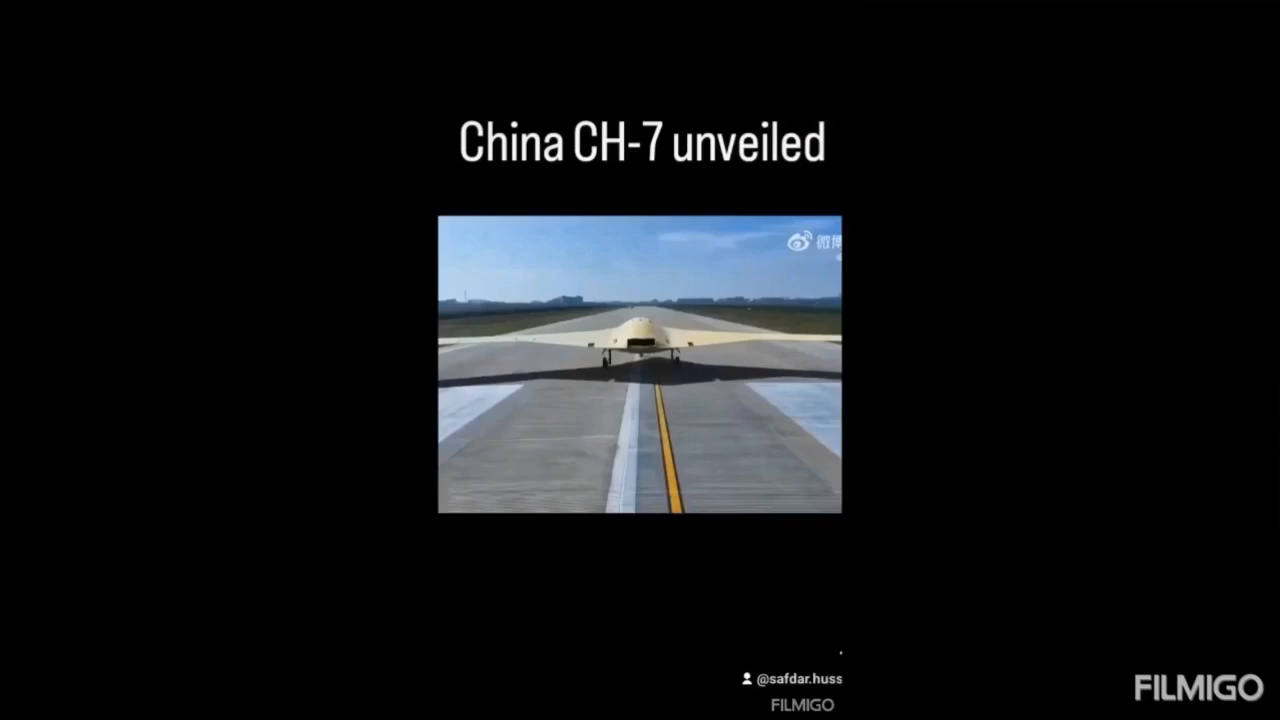 China CH-7 unveiled
微博
@safdar.huss
FILMIGO
FILMIGO